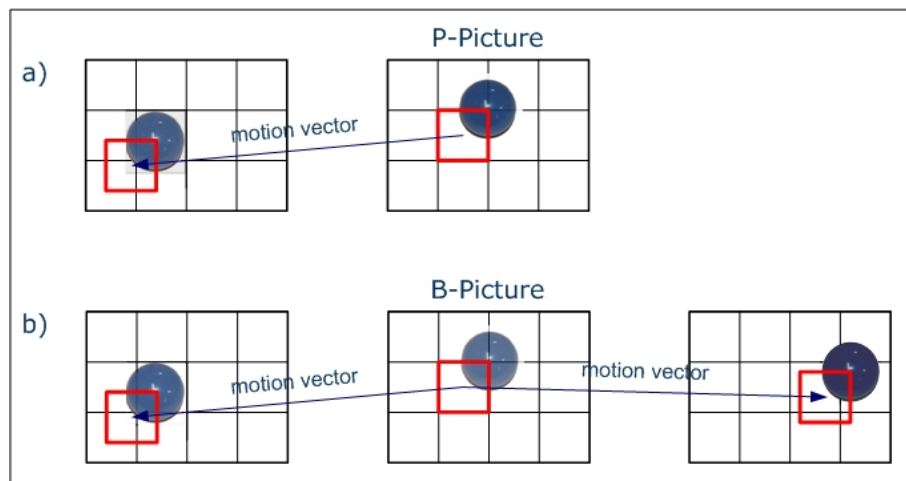 P-Picture
a)
motion vector
B-Picture
b)
motion vector
motion vector